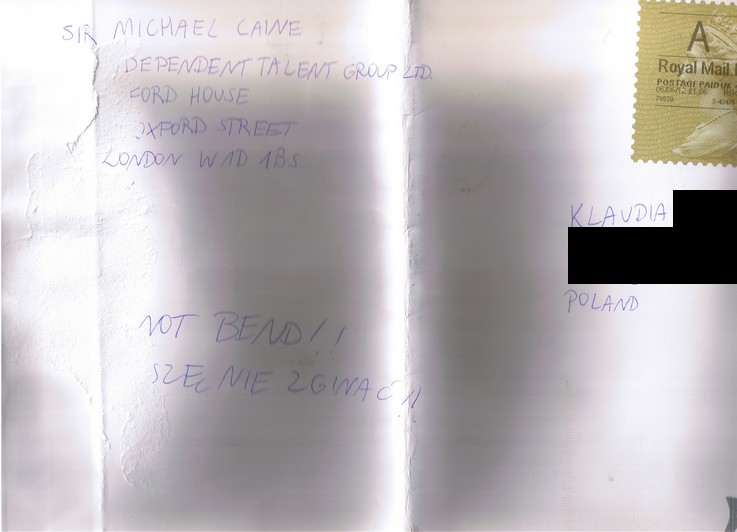 SIR MICHAEL CAINE
DEPENDENT TALENT GROUP LTD.
FORD HOUSE
OXFORD STREET
LONDON W1D 1BS
A
Royal Mail
POSTAGE PAID UK
KLAUDIA
POLAND
NOT BEND!!
NIE ZGINAĆ!!